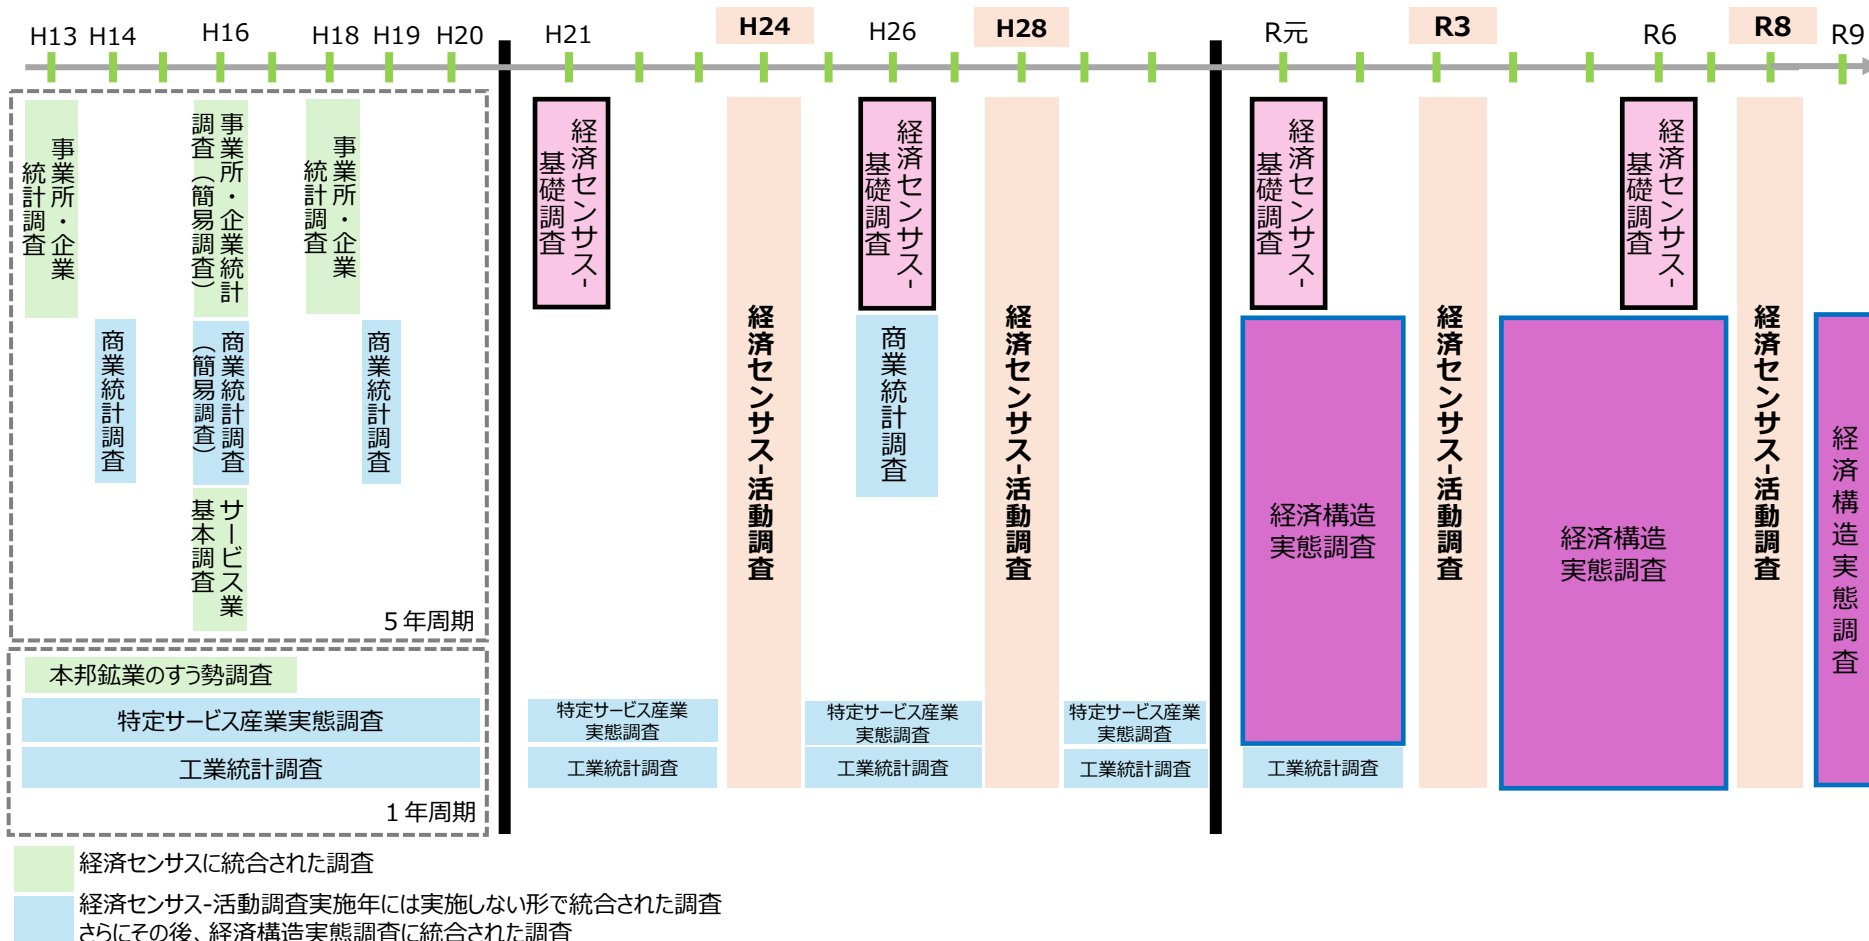 H13
H14
H16
H18
H19
H20
H21
H24
H26
H28
R元
R3
R6
R8
R9
事業所・企業
統計調査
事業所・企業統計
調査（簡易調査）
事業所・企業
統計調査
商業統計調査
商業統計調査
（簡易調査）
商業統計調査
サービス業
基本調査
5年周期
本邦鉱業のすう勢調査
特定サービス産業実態調査
工業統計調査
1年周期
経済センサス-
基礎調査
経済センサス-活動調査
経済センサス-
基礎調査
商業統計調査
経済センサス-活動調査
特定サービス産業
実態調査
工業統計調査
特定サービス産業
実態調査
工業統計調査
特定サービス産業
実態調査
工業統計調査
経済センサス-
基礎調査
経済構造
実態調査
工業統計調査
経済センサス-活動調査
経済センサス-
基礎調査
経済構造
実態調査
経済センサス-活動調査
経済構造実態調査
経済センサスに統合された調査
経済センサス-活動調査実施年には実施しない形で統合された調査
さらにその後、経済構造実態調査に統合された調査